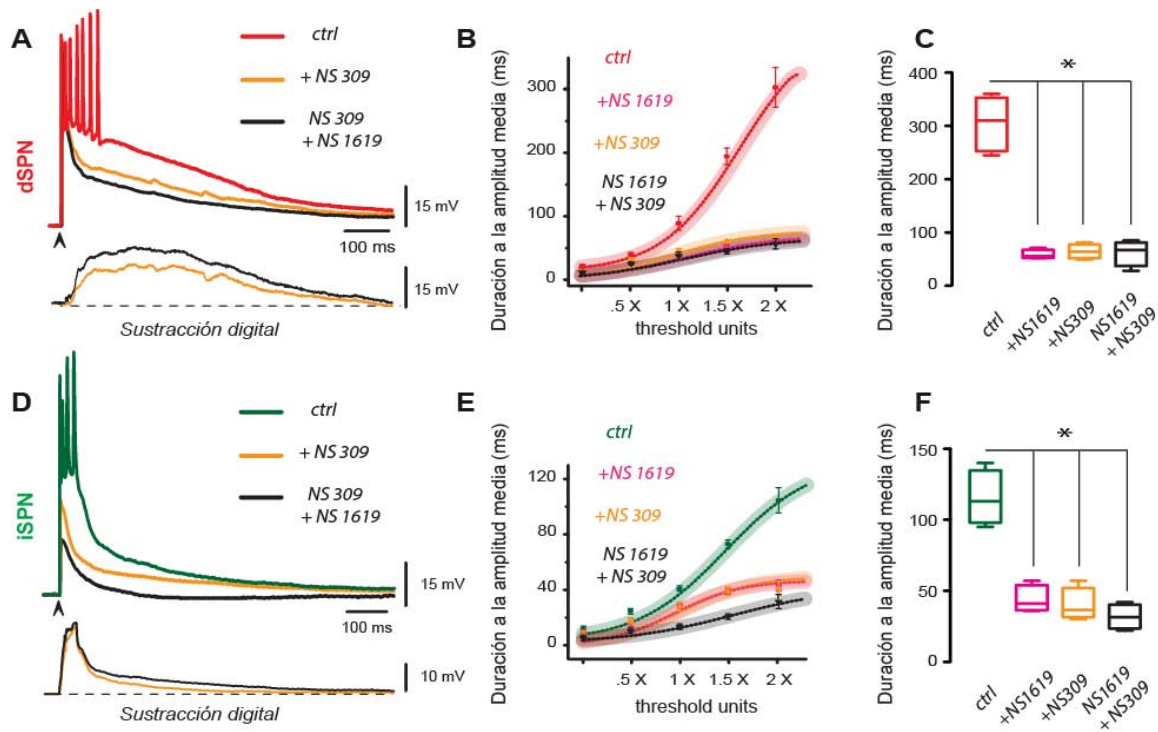 A
ctrl
+ NS 309
NS 309
+ NS 1619
dSPN
15 mV
100 ms
15 mV
Sustracción digital
B
Duración a la amplitud media (ms)
300
200
100
0
ctrl
+NS 1619
+NS 309
NS 1619
+ NS 309
.5 X
1 X
1.5 X
2 X
threshold units
C
Duración a la amplitud media (ms)
400
300
200
100
0
*
ctrl
+NS1619
+NS309
NS1619
+ NS309
D
ctrl
+ NS 309
NS 309
+ NS 1619
iSPN
15 mV
100 ms
10 mV
Sustracción digital
E
Duración a la amplitud media (ms)
120
80
40
0
ctrl
+NS 1619
+NS 309
NS 1619
+ NS 309
.5 X
1 X
1.5 X
2 X
threshold units
F
Duración a la amplitud media (ms)
150
100
50
0
*
ctrl
+NS1619
+NS309
NS1619
+ NS309